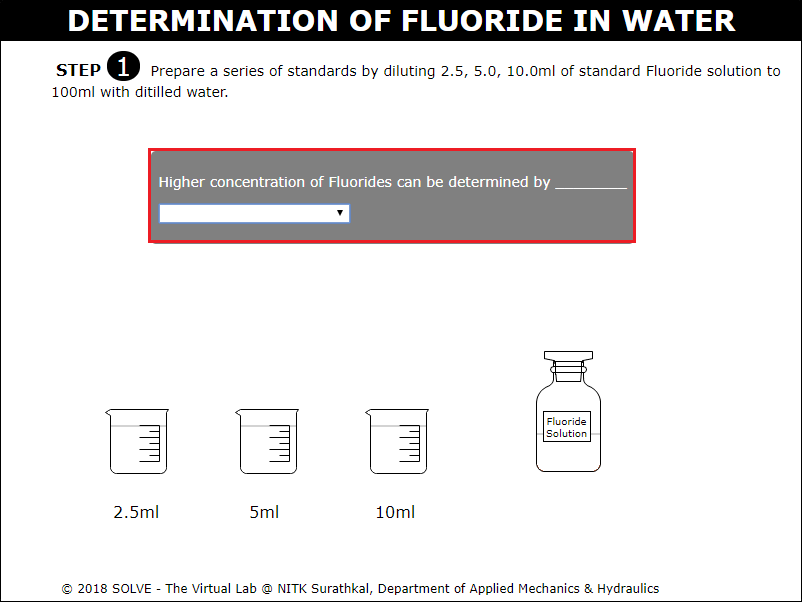 DETERMINATION OF FLUORIDE IN WATER
STEP 1 Prepare a series of standards by diluting 2.5, 5.0, 10.0ml of standard Fluoride solution to
100ml with ditilled water.
Higher concentration of Fluorides can be determined by _________
Fluoride
Solution
2.5ml 5ml 10ml
© 2018 SOLVE - The Virtual Lab @ NITK Surathkal, Department of Applied Mechanics & Hydraulics